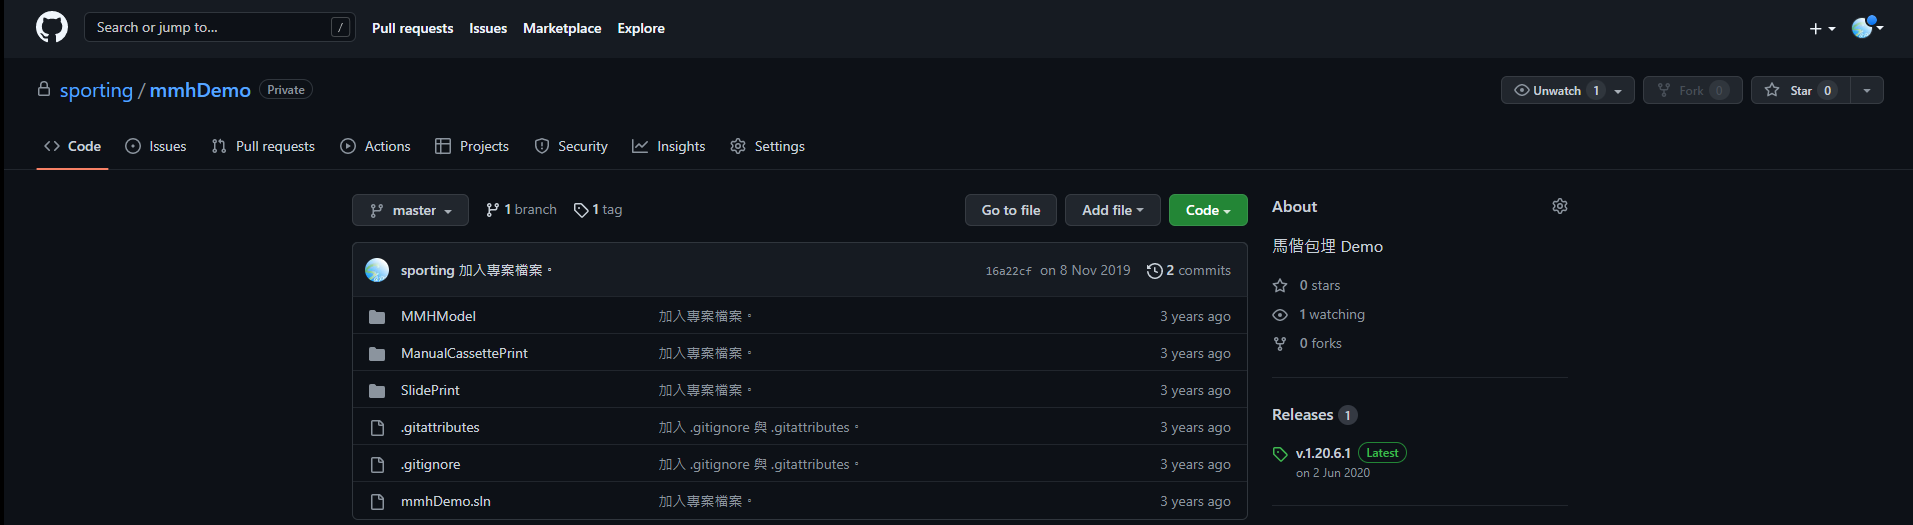 Search or jump to... /
Pull requests Issues Marketplace Explore
sporting / mmhDemo Private
Unwatch 1 Fork 0 Star 0
Code Issues Pull requests Actions Projects Security Insights Settings
master 1 branch 1 tag Go to file Add file Code
sporting 加入專案檔案。 16a22cf on 8 Nov 2019 2 commits
MMHModel 加入專案檔案。 3 years ago
ManualCassettePrint 加入專案檔案。 3 years ago
SlidePrint 加入專案檔案。 3 years ago
.gitattributes 加入 .gitignore 與 .gitattributes。 3 years ago
.gitignore 加入 .gitignore 與 .gitattributes。 3 years ago
mmhDemo.sln 加入專案檔案。 3 years ago
About
馬偕包埋 Demo
0 stars
1 watching
0 forks
Releases 1
v.1.20.6.1 Latest
on 2 Jun 2020